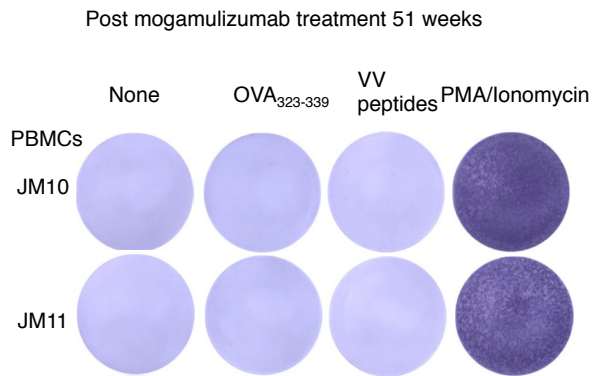 Post mogamulizumab treatment 51 weeks
None OVA323-339 VV peptides PMA/Ionomycin
PBMCs
JM10
JM11